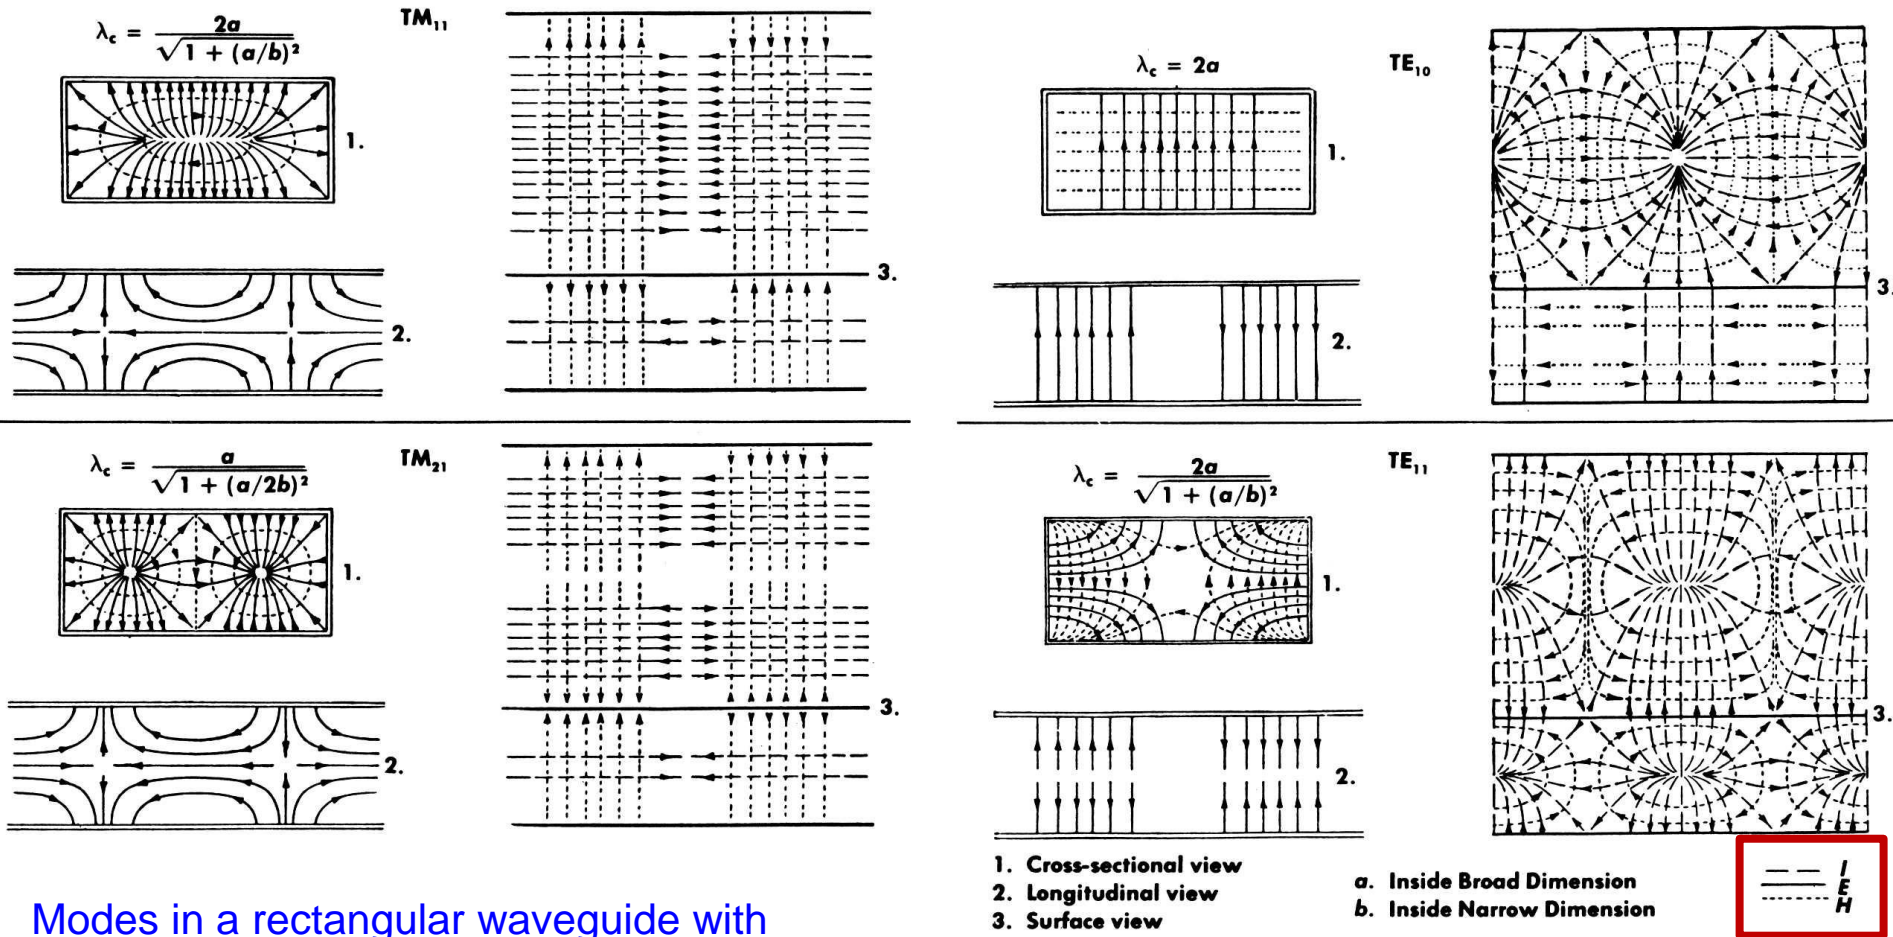 λc = 2a / √1 + (a/b)²
TM₁₁
1.
2.
3.
λc = 2a
TE₁₀
1.
2.
3.
λc = a / √1 + (a/2b)²
TM₂₁
1.
2.
3.
λc = 2a / √1 + (a/b)²
TE₁₁
1.
2.
3.
1. Cross-sectional view
2. Longitudinal view
3. Surface view
a. Inside Broad Dimension
b. Inside Narrow Dimension
I
E
H
Modes in a rectangular waveguide with